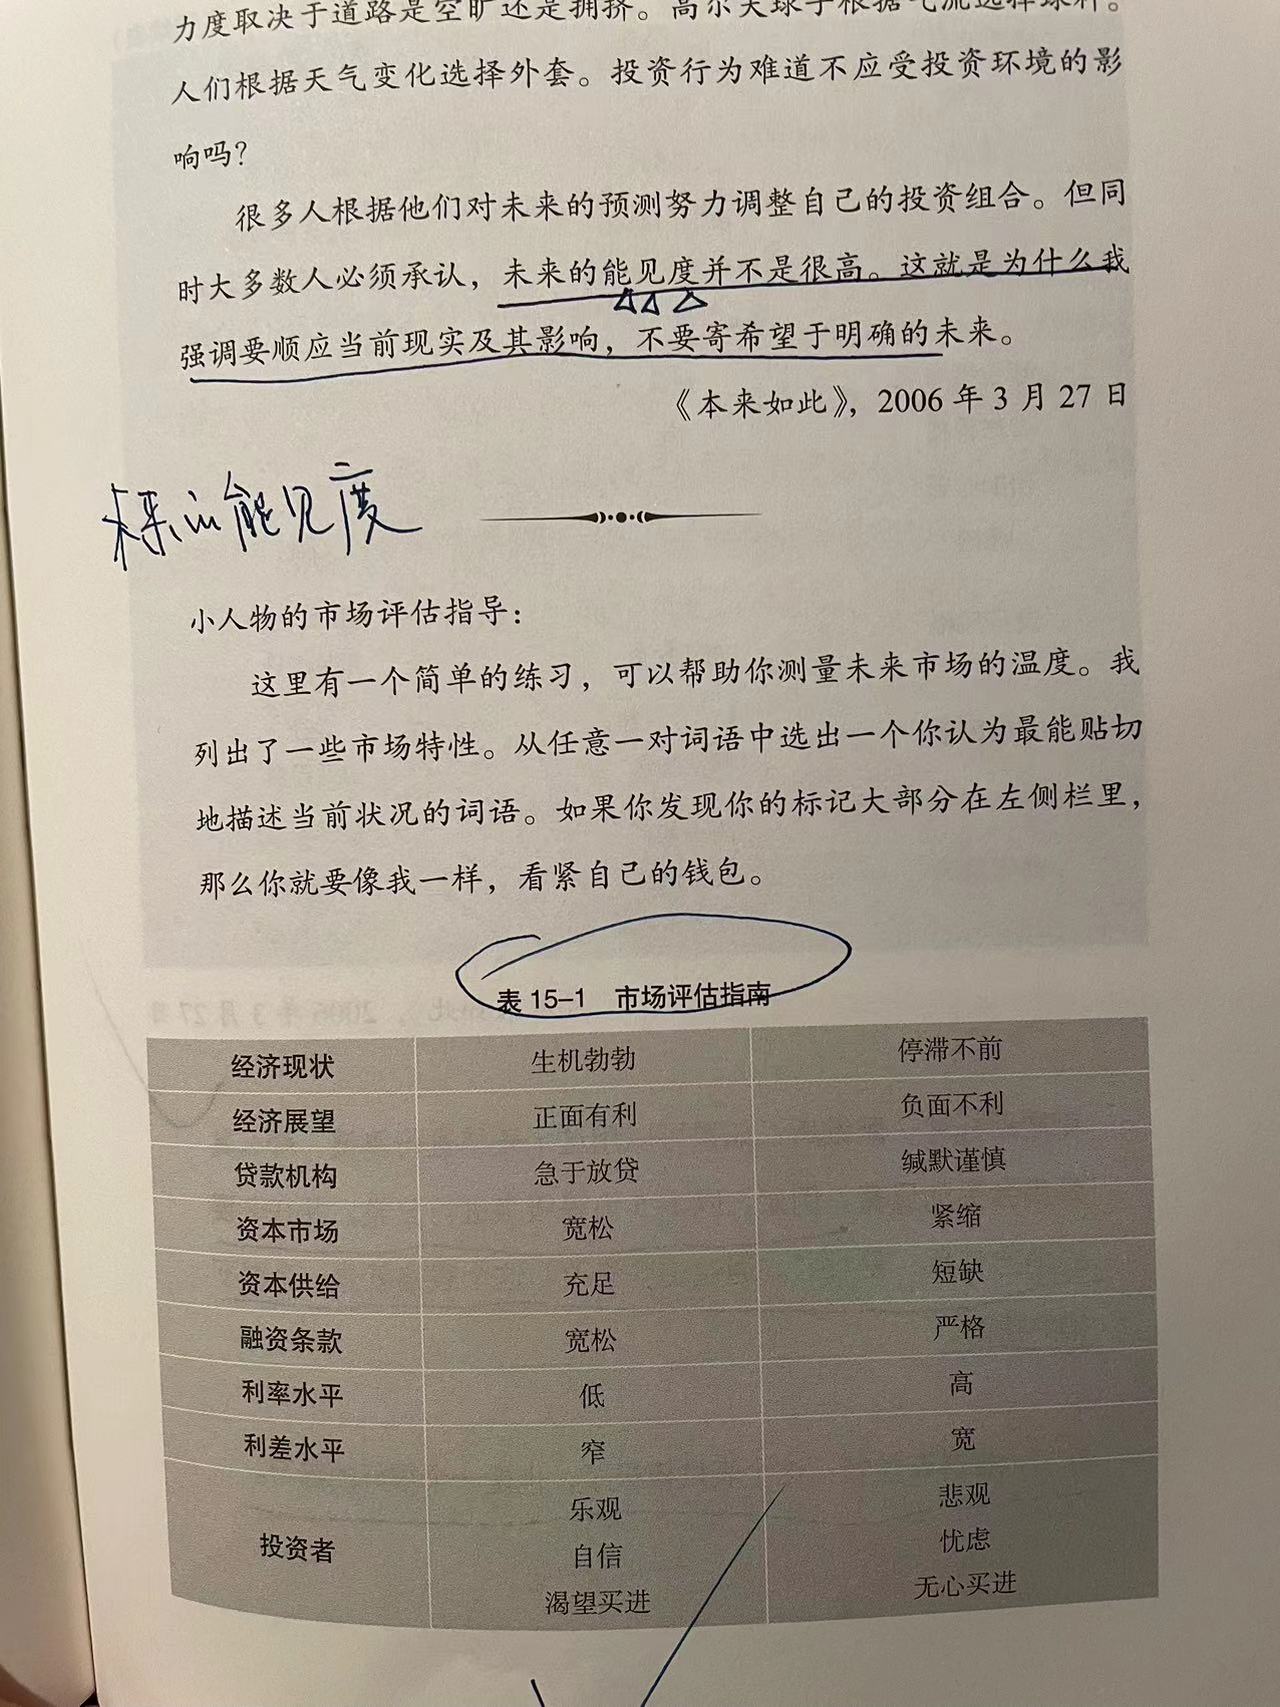 力度取决于道路是空旷还是拥挤。高尔夫球手根据气流选择球杆。
人们根据天气变化选择外套。投资行为难道不应受投资环境的影
响吗？
很多人根据他们对未来的预测努力调整自己的投资组合。但同
时大多数人必须承认，未来的能见度并不是很高。这就是为什么我
强调要顺应当前现实及其影响，不要寄希望于明确的未来。
《本来如此》，2006 年 3 月 27 日
未来的能见度
小人物的市场评估指导：
这里有一个简单的练习，可以帮助你测量未来市场的温度。我
列出了一些市场特性。从任意一对词语中选出一个你认为最能贴切
地描述当前状况的词语。如果你发现你的标记大部分在左侧栏里，
那么你就要像我一样，看紧自己的钱包。
表 15-1 市场评估指南
经济现状 生机勃勃 停滞不前
经济展望 正面有利 负面不利
贷款机构 急于放贷 缄默谨慎
资本市场 宽松 紧缩
资本供给 充足 短缺
融资条款 宽松 严格
利率水平 低 高
利差水平 窄 宽
投资者 乐观 悲观
自信 忧虑
渴望买进 无心买进